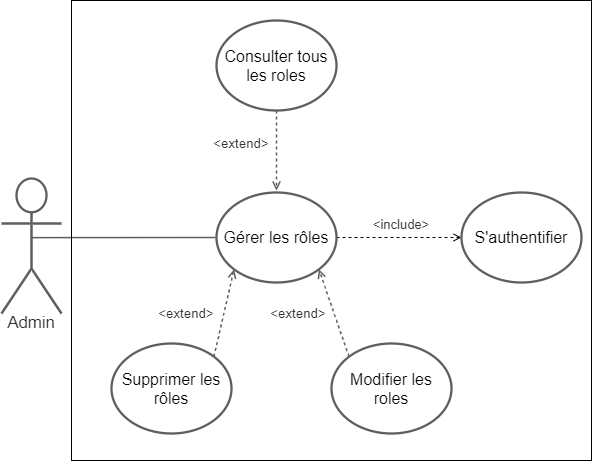 Consulter tous
les roles
<extend>
Gérer les rôles
<include>
S'authentifier
Admin
<extend>
<extend>
Supprimer les
rôles
Modifier les
roles